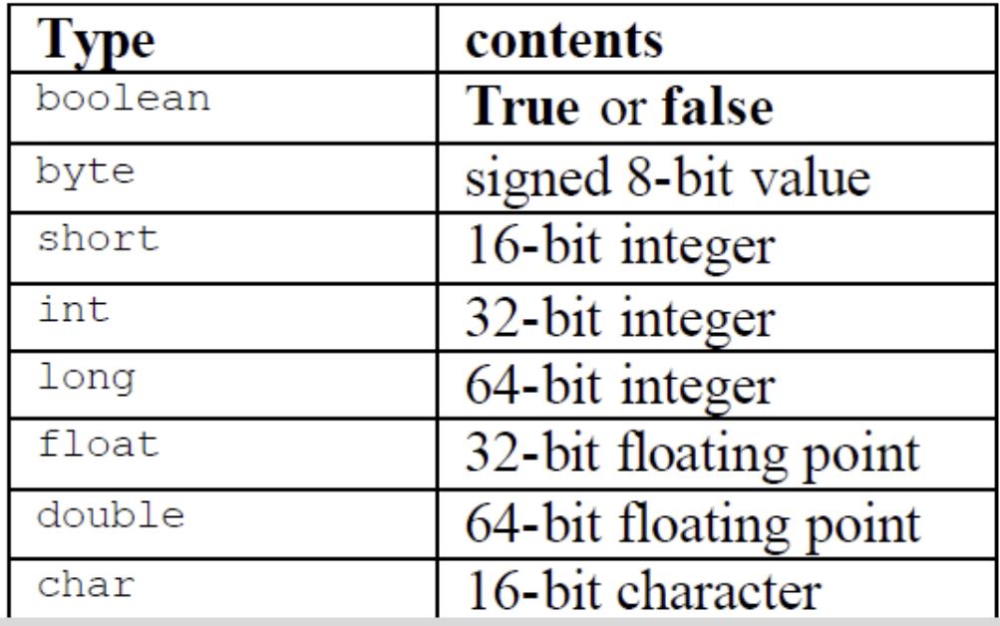 Type contents
boolean True or false
byte signed 8-bit value
short 16-bit integer
int 32-bit integer
long 64-bit integer
float 32-bit floating point
double 64-bit floating point
char 16-bit character